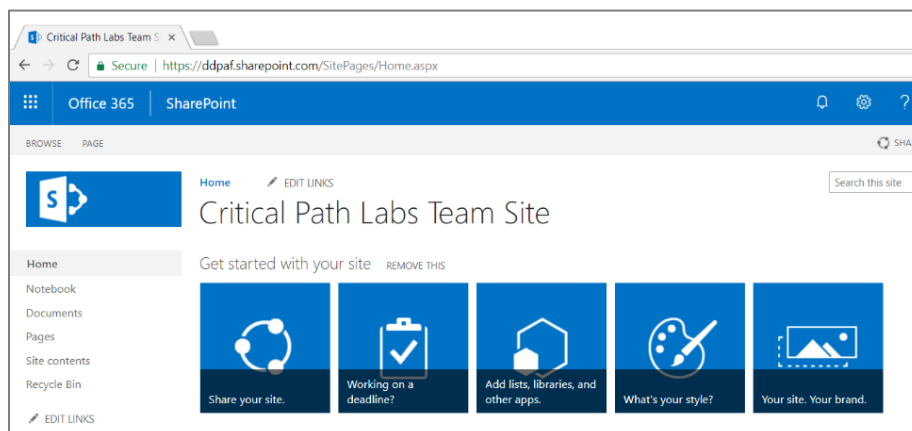 Critical Path Labs Team S
Secure | https://ddpaf.sharepoint.com/SitePages/Home.aspx
Office 365 SharePoint ?
BROWSE PAGE SHA
S
Home EDIT LINKS
Search this site
Critical Path Labs Team Site
Home
Notebook
Documents
Pages
Site contents
Recycle Bin
EDIT LINKS
Get started with your site REMOVE THIS
Share your site.
Working on a
deadline?
Add lists, libraries, and
other apps.
What's your style?
Your site. Your brand.